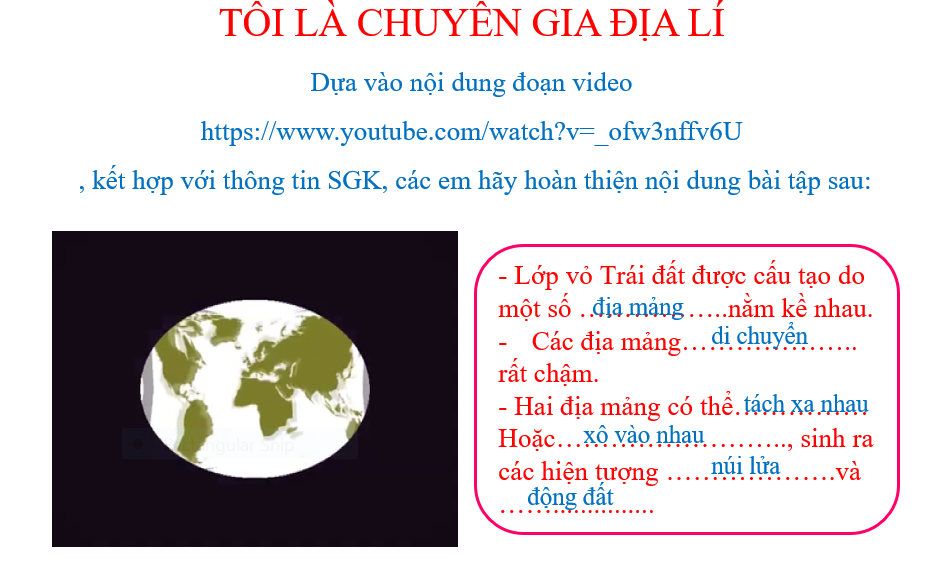 TÔI LÀ CHUYÊN GIA ĐỊA LÍ
Dựa vào nội dung đoạn video
https://www.youtube.com/watch?v=_ofw3nffv6U
, kết hợp với thông tin SGK, các em hãy hoàn thiện nội dung bài tập sau:
- Lớp vỏ Trái đất được cấu tạo do
một số …địa mảng…..nằm kề nhau.
- Các địa mảng……di chuyển…….
rất chậm.
- Hai địa mảng có thể…tách xa nhau
Hoặc…xô vào nhau…….., sinh ra
các hiện tượng ……núi lửa…….và
……động đất..............